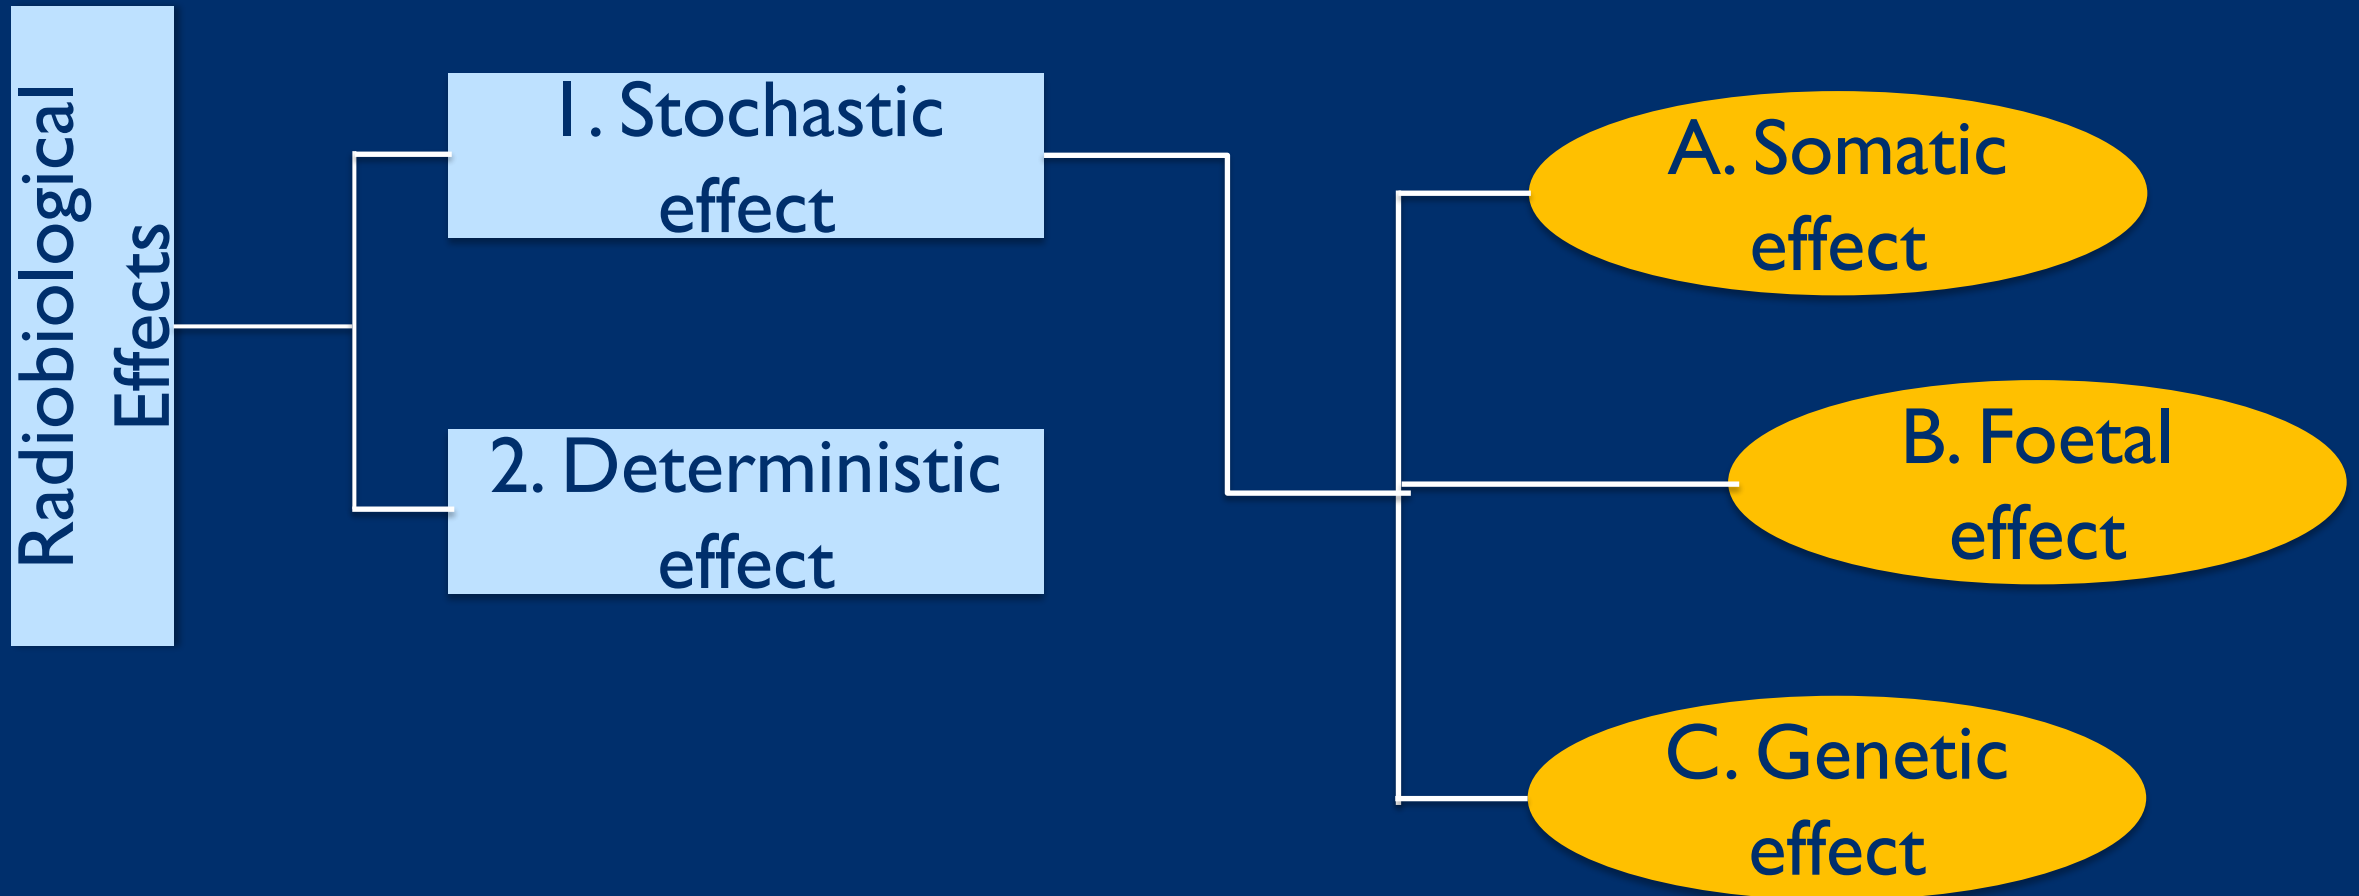 Radiobiological
Effects
1. Stochastic
effect
2. Deterministic
effect
A. Somatic
effect
B. Foetal
effect
C. Genetic
effect